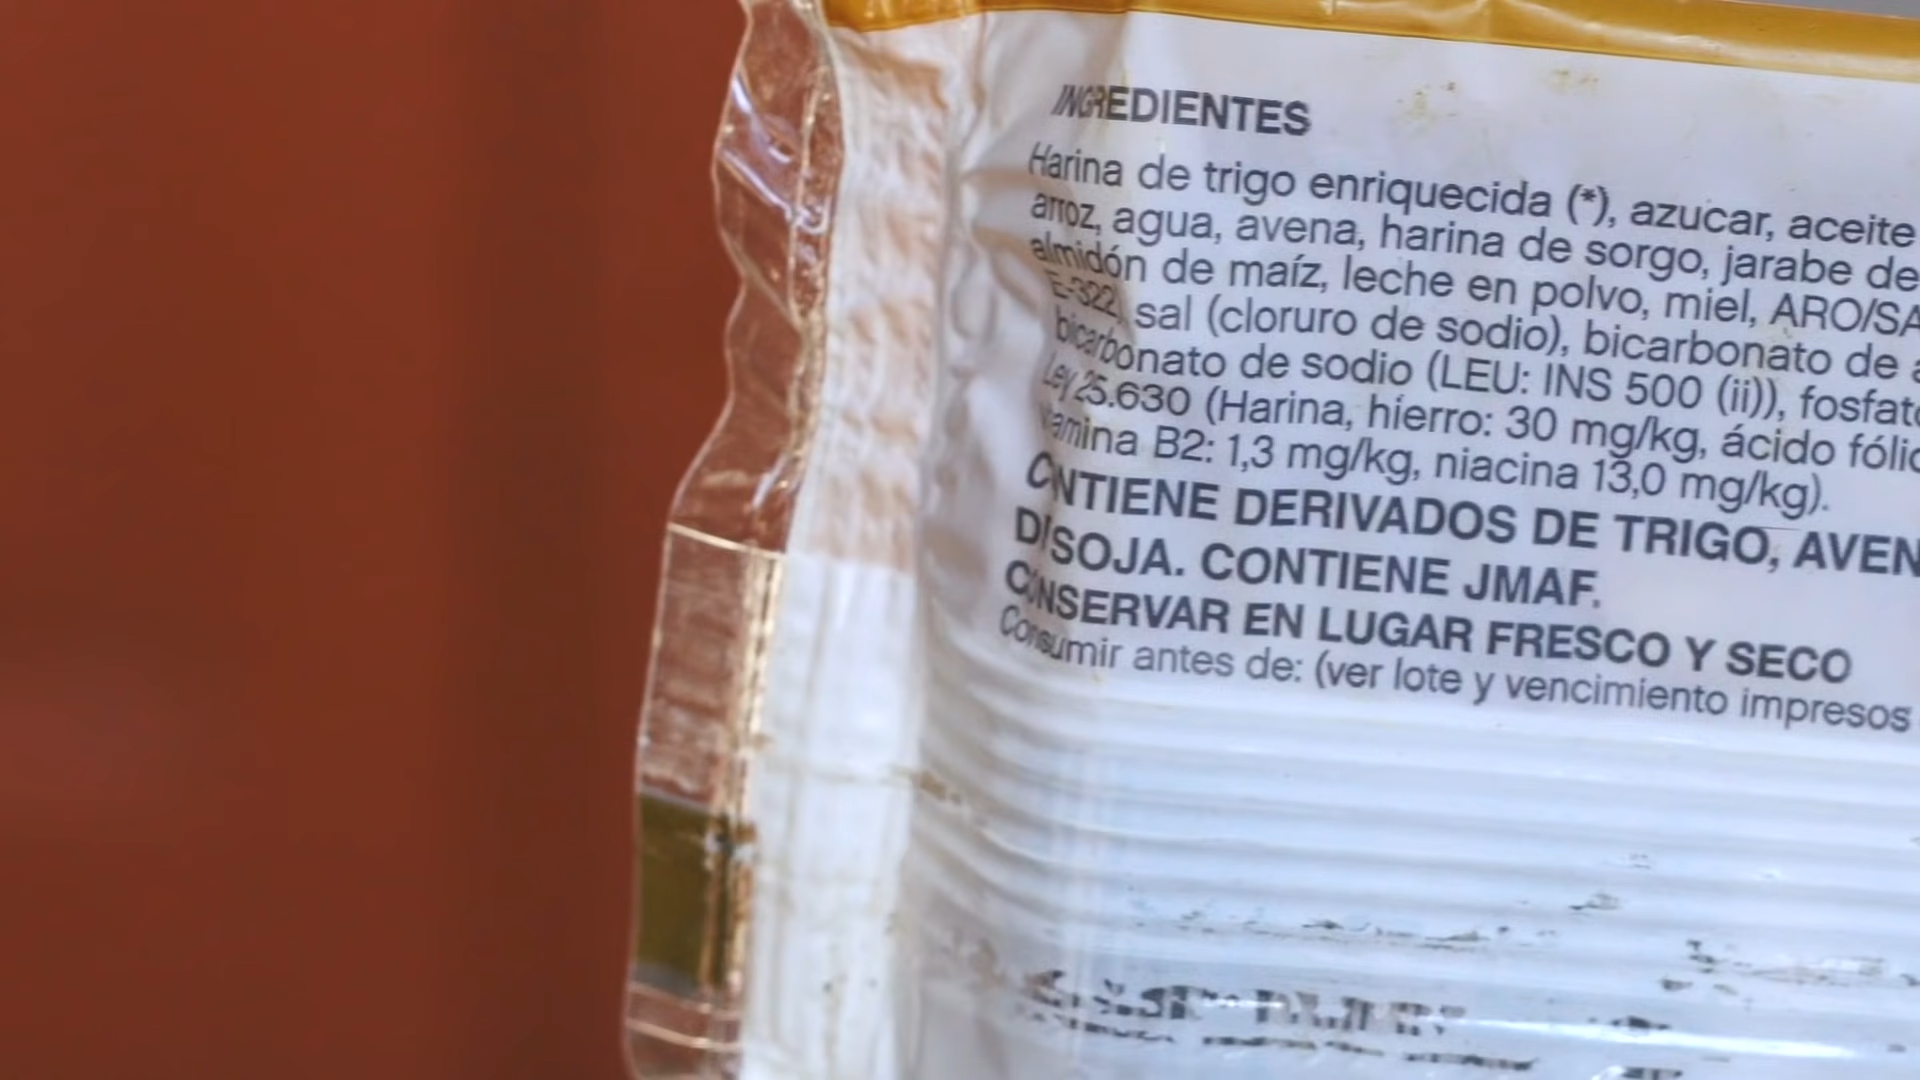 INGREDIENTES
Harina de trigo enriquecida (*), azucar, aceite
arroz, agua, avena, harina de sorgo, jarabe de
almidón de maíz, leche en polvo, miel, ARO/SA
E-322, sal (cloruro de sodio), bicarbonato de a
bicarbonato de sodio (LEU: INS 500 (ii)), fosfato
Ley 25.630 (Harina, hierro: 30 mg/kg, ácido fólic
vitamina B2: 1,3 mg/kg, niacina 13,0 mg/kg).
CONTIENE DERIVADOS DE TRIGO, AVEN
DE SOJA. CONTIENE JMAF.
CONSERVAR EN LUGAR FRESCO Y SECO
Consumir antes de: (ver lote y vencimiento impresos